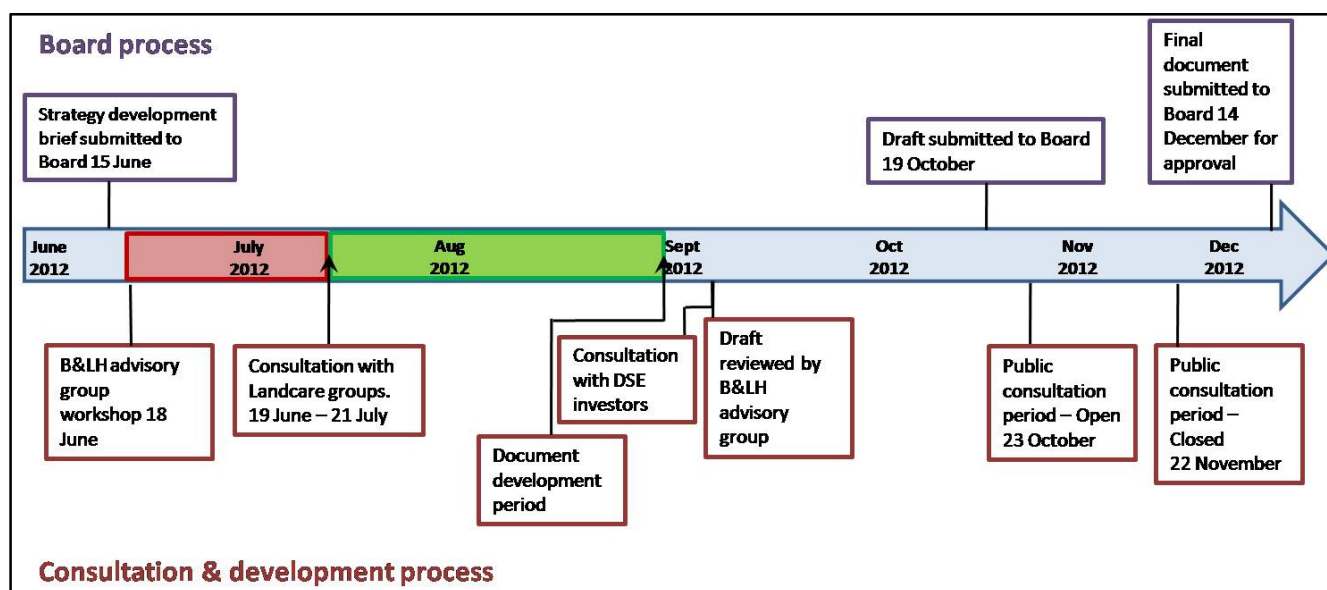 Board process
Strategy development
brief submitted to
Board 15 June
Draft submitted to Board
19 October
Final
document
submitted to
Board 14
December for
approval
June
2012
July
2012
Aug
2012
Sept
2012
Oct
2012
Nov
2012
Dec
2012
B&LH advisory
group
workshop 18
June
Consultation with
Landcare groups.
19 June – 21 July
Document
development
period
Consultation
with DSE
investors
Draft
reviewed by
B&LH
advisory
group
Public
consultation
period – Open
23 October
Public
consultation
period –
Closed
22 November
Consultation & development process